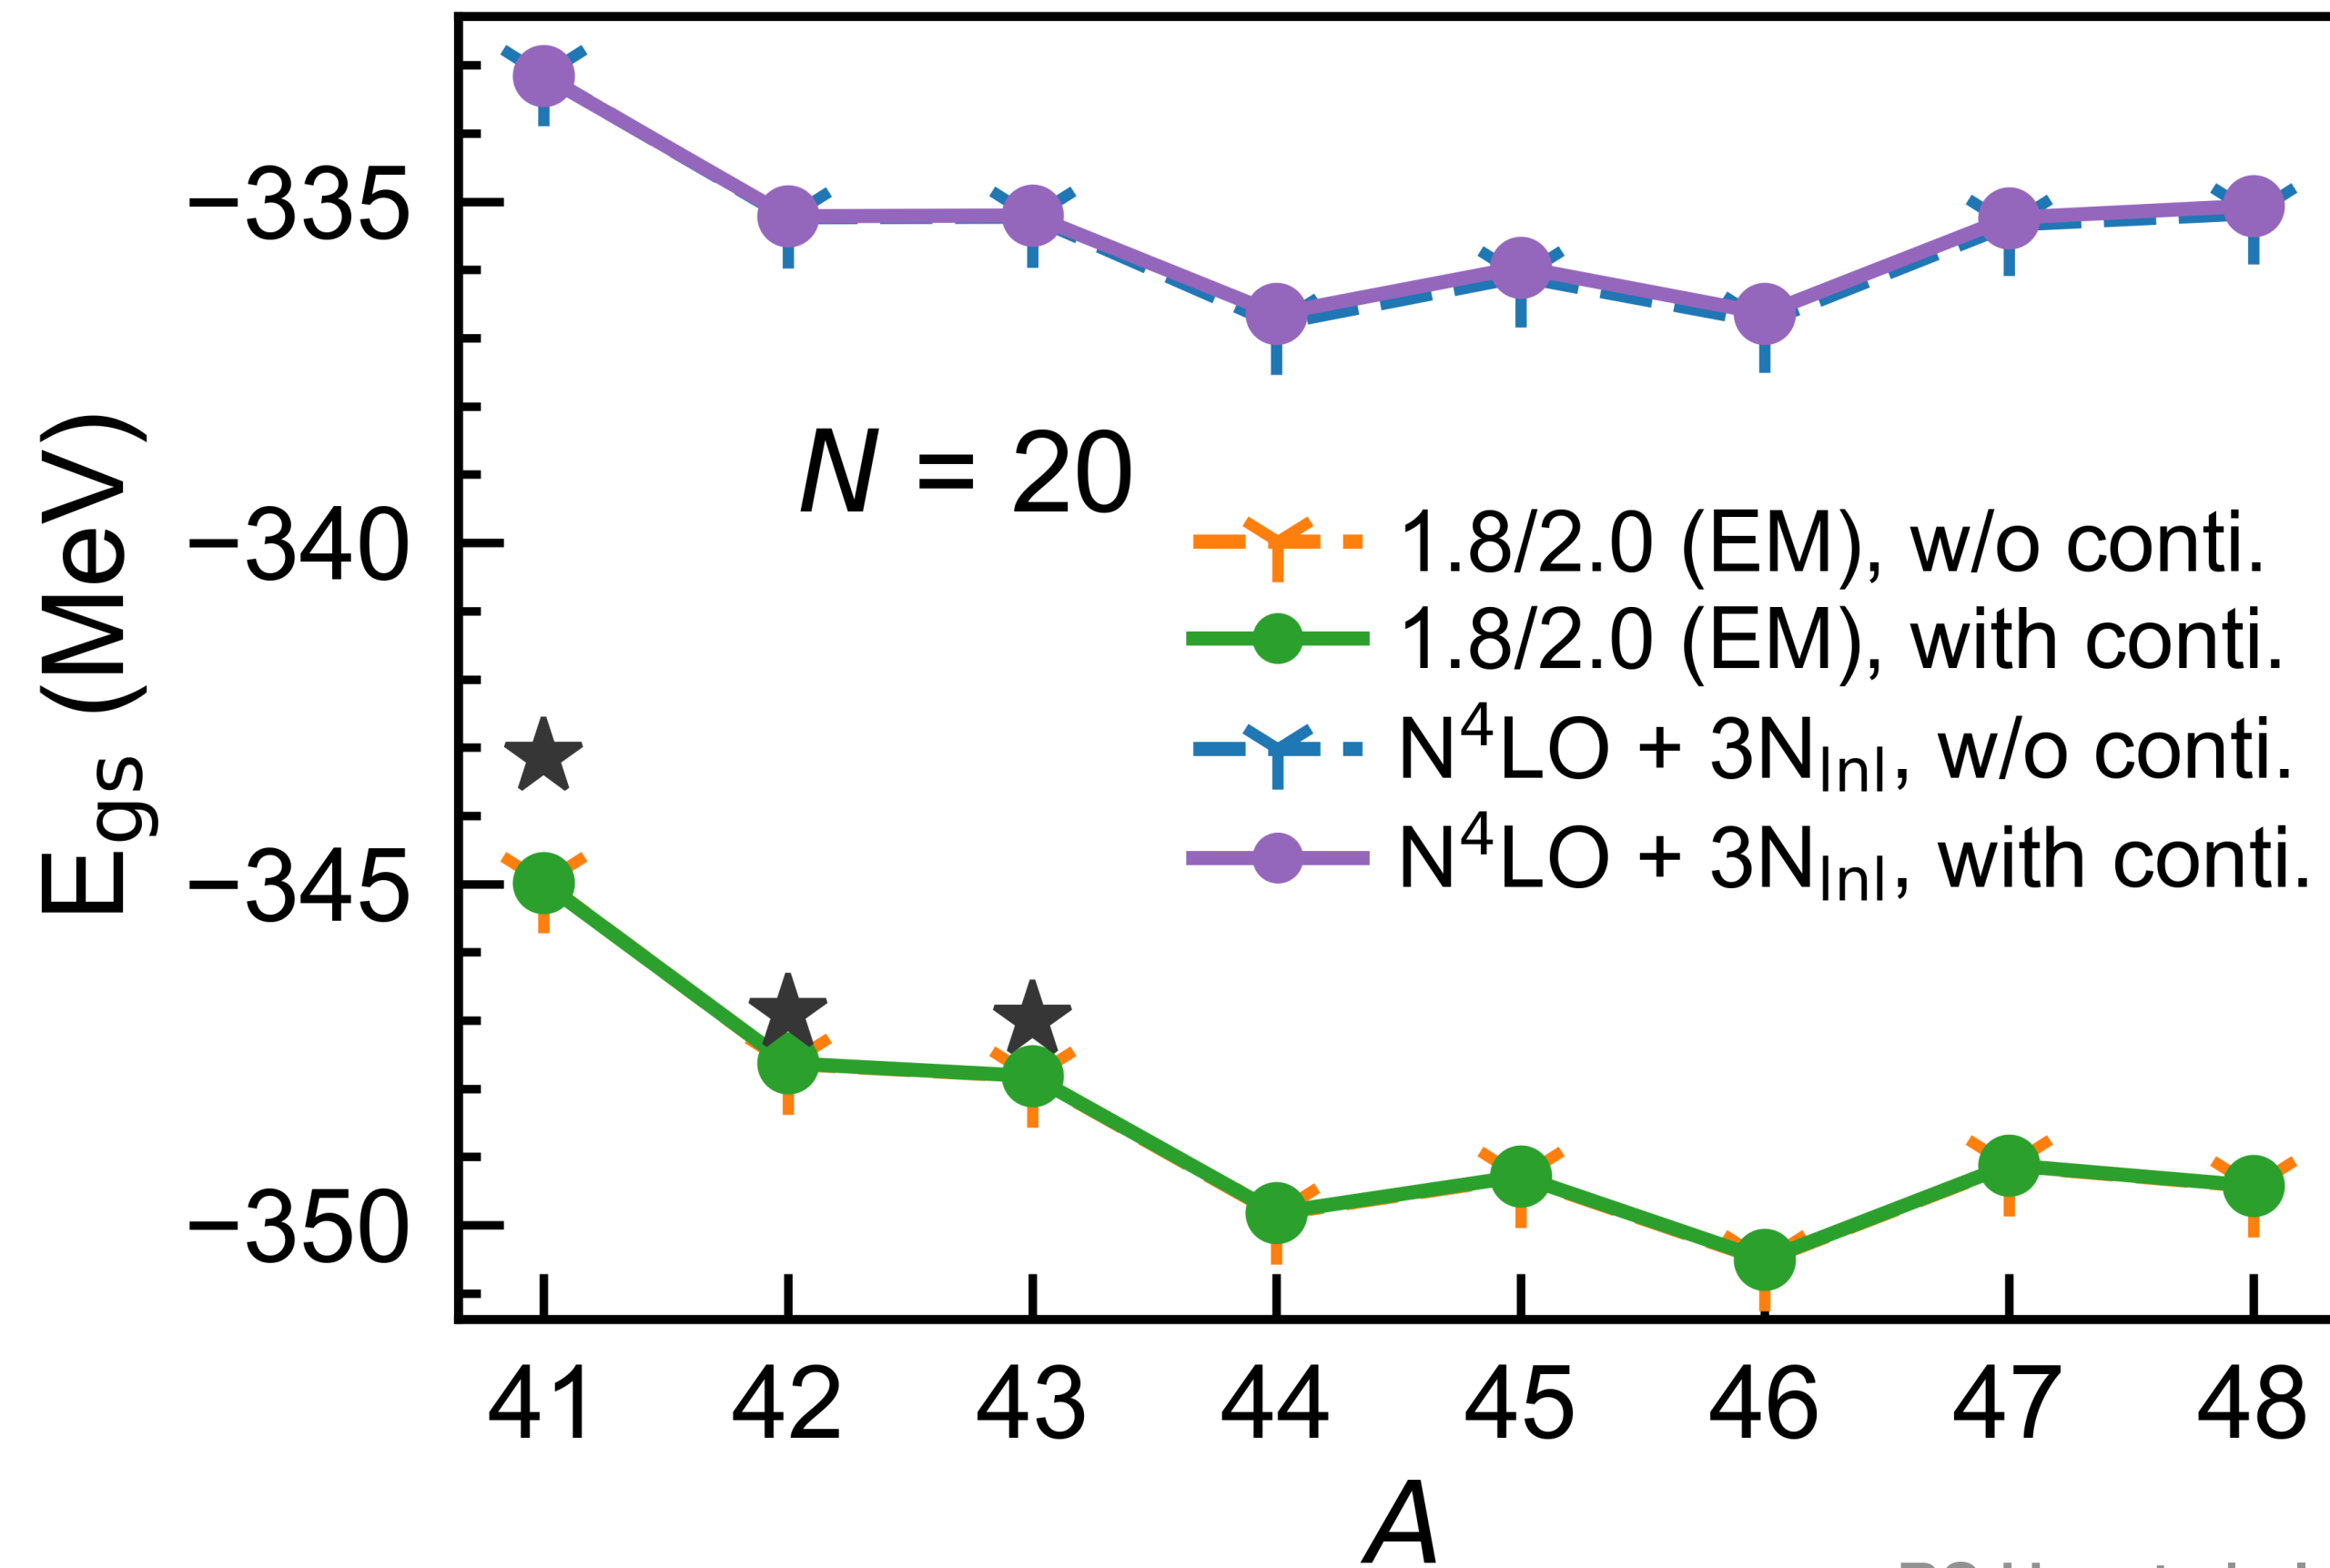 −335
−340
−345
−350
Egs (MeV)
N = 20
1.8/2.0 (EM), w/o conti.
1.8/2.0 (EM), with conti.
N⁴LO + 3Nlnl, w/o conti.
N⁴LO + 3Nlnl, with conti.
41 42 43 44 45 46 47 48
A